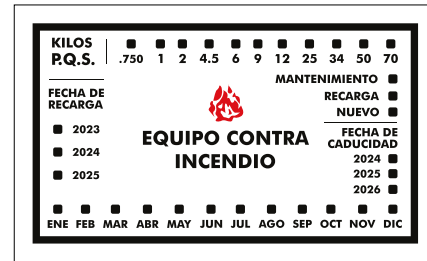 KILOS
P.Q.S.
.750 1 2 4.5 6 9 12 25 34 50 70
MANTENIMIENTO
RECARGA
NUEVO
FECHA DE
RECARGA
2023
2024
2025
EQUIPO CONTRA
INCENDIO
FECHA DE
CADUCIDAD
2024
2025
2026
ENE FEB MAR ABR MAY JUN JUL AGO SEP OCT NOV DIC